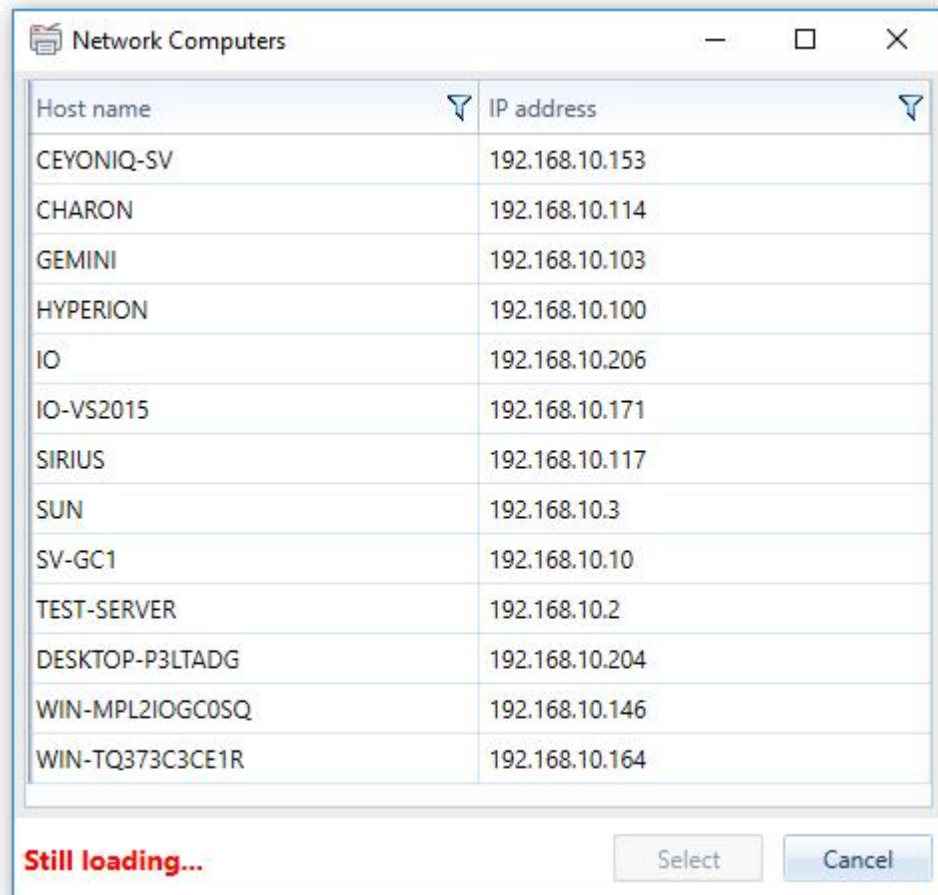 Network Computers
Host name IP address
CEYONIQ-SV 192.168.10.153
CHARON 192.168.10.114
GEMINI 192.168.10.103
HYPERION 192.168.10.100
IO 192.168.10.206
IO-VS2015 192.168.10.171
SIRIUS 192.168.10.117
SUN 192.168.10.3
SV-GC1 192.168.10.10
TEST-SERVER 192.168.10.2
DESKTOP-P3LTADG 192.168.10.204
WIN-MPL2IOGC0SQ 192.168.10.146
WIN-TQ373C3CE1R 192.168.10.164
Still loading... Select Cancel